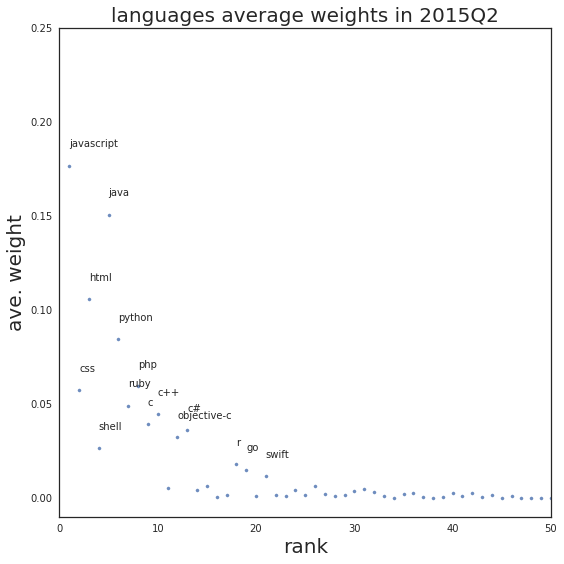 languages average weights in 2015Q2
0.25
0.20
0.15
0.10
0.05
0.00
ave. weight
javascript
java
html
python
css
php
ruby
c++
c
c#
objective-c
shell
r
go
swift
0
10
20
30
40
50
rank